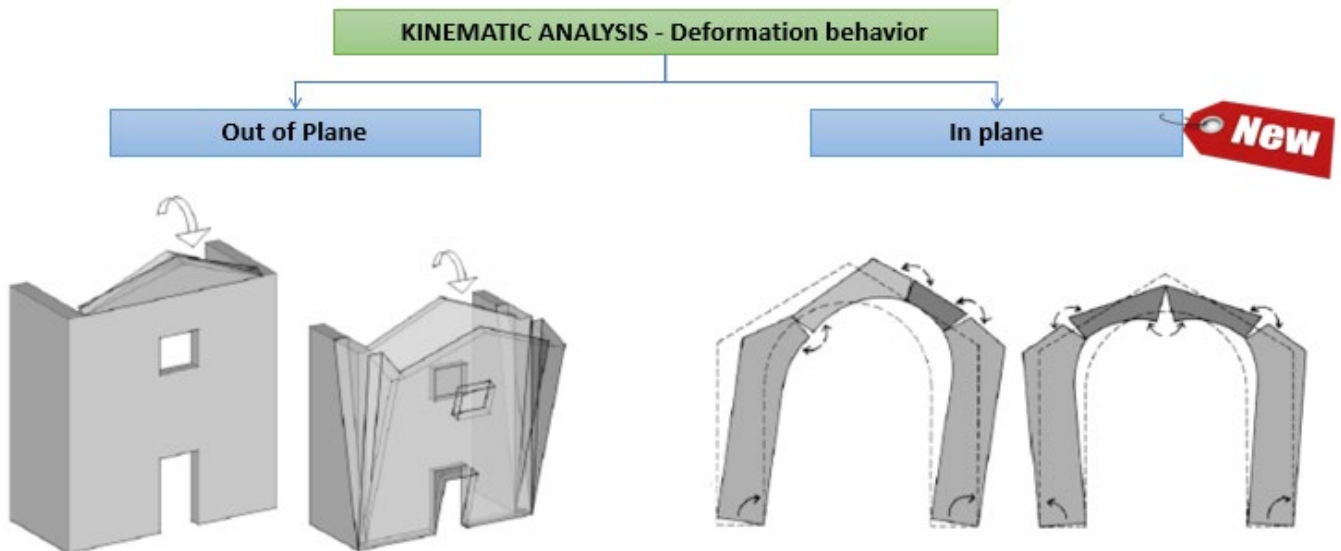 KINEMATIC ANALYSIS - Deformation behavior
Out of Plane
In plane
New